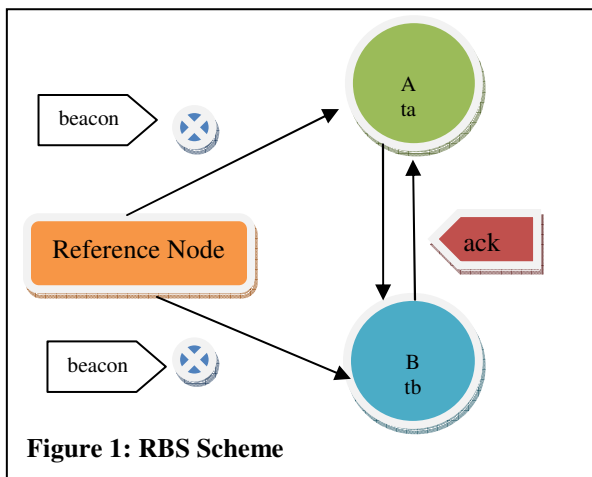 A
ta
beacon
Reference Node
ack
beacon
B
tb
Figure 1: RBS Scheme